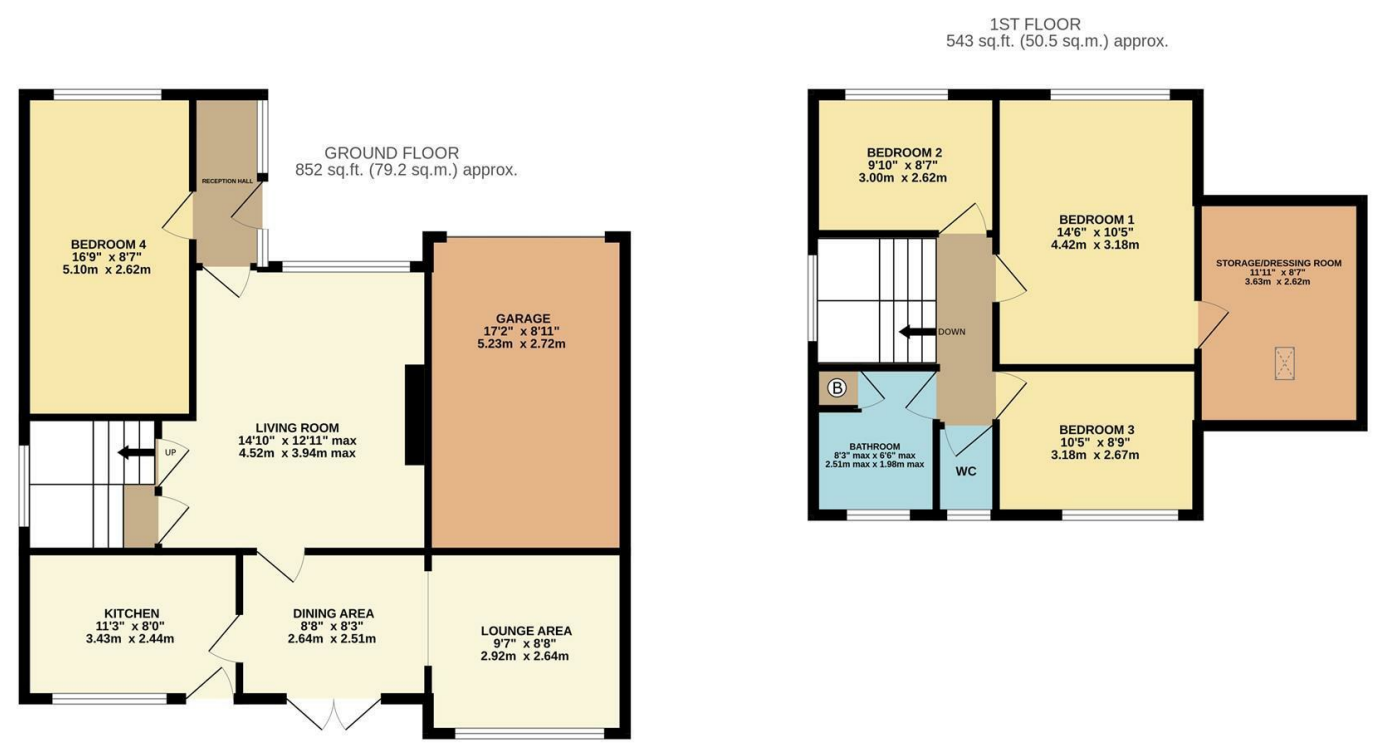 1ST FLOOR
543 sq.ft. (50.5 sq.m.) approx.
GROUND FLOOR
852 sq.ft. (79.2 sq.m.) approx.
RECEPTION HALL
BEDROOM 4
16'9" x 8'7"
5.10m x 2.62m
GARAGE
17'2" x 8'11"
5.23m x 2.72m
LIVING ROOM
14'10" x 12'11" max
4.52m x 3.94m max
UP
KITCHEN
11'3" x 8'0"
3.43m x 2.44m
DINING AREA
8'8" x 8'3"
2.64m x 2.51m
LOUNGE AREA
9'7" x 8'8"
2.92m x 2.64m
BEDROOM 2
9'10" x 8'7"
3.00m x 2.62m
BEDROOM 1
14'6" x 10'5"
4.42m x 3.18m
STORAGE/DRESSING ROOM
11'11" x 8'7"
3.63m x 2.62m
DOWN
B
BATHROOM
8'3" max x 6'6" max
2.51m max x 1.98m max
WC
BEDROOM 3
10'5" x 8'9"
3.18m x 2.67m